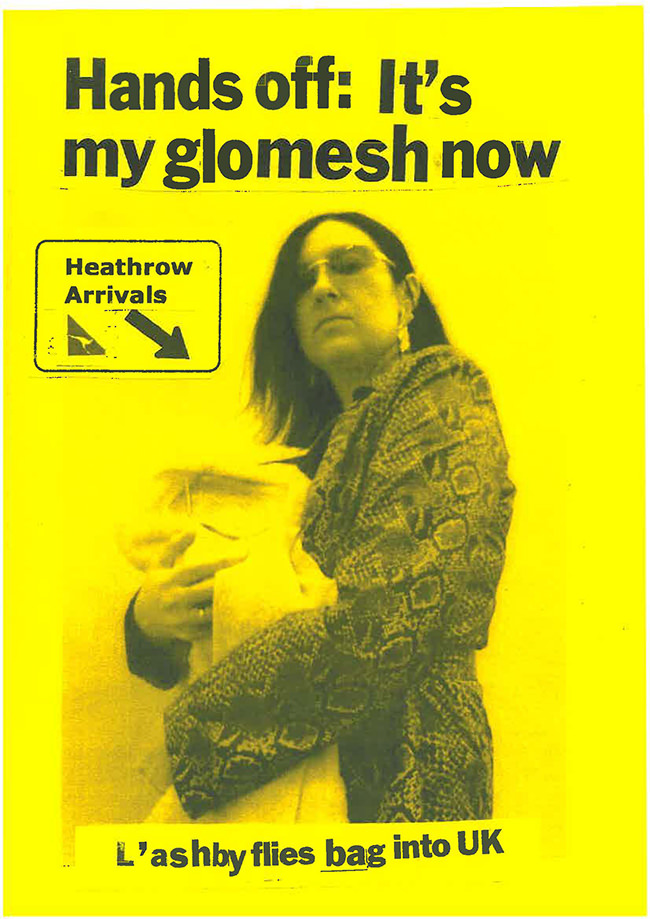 Hands off: It's
my glomesh now
Heathrow
Arrivals
L'ashby flies bag into UK